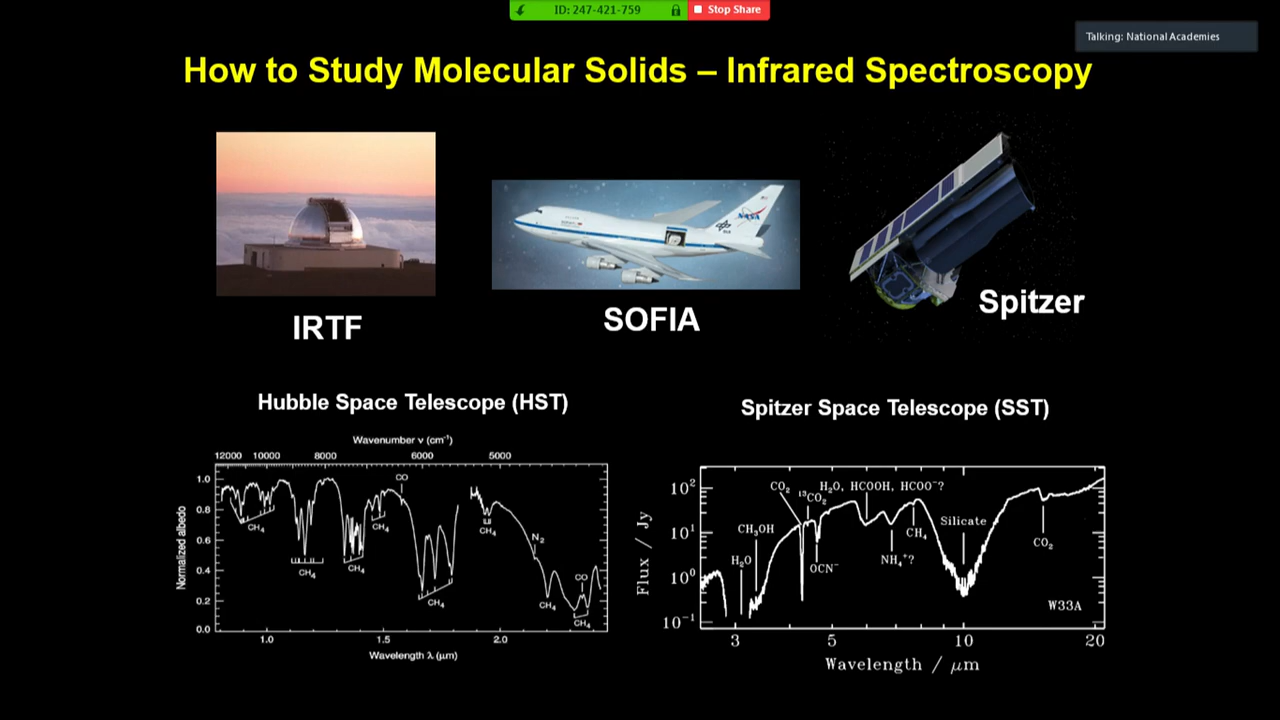 ID: 247-421-759
Stop Share
Talking: National Academies
How to Study Molecular Solids – Infrared Spectroscopy
NASA
IRTF
SOFIA
Spitzer
Hubble Space Telescope (HST)
Wavenumber ν (cm⁻¹)
12000 10000 8000 6000 5000
Normalized albedo
1.0
0.8
0.6
0.4
0.2
0.0
CH₄
CH₄
CH₄
CH₄
CO
CH₄
CH₄
N₂
CH₄
CO
CH₄
1.0 1.5 2.0
Wavelength λ (μm)
Spitzer Space Telescope (SST)
Flux / Jy
10²
10¹
10⁰
10⁻¹
CO₂
¹³CO₂
H₂O, HCOOH, HCOO⁻?
CH₃OH
H₂O
OCN⁻
NH₄⁺?
CH₄
Silicate
CO₂
W33A
3 5 10 20
Wavelength / μm